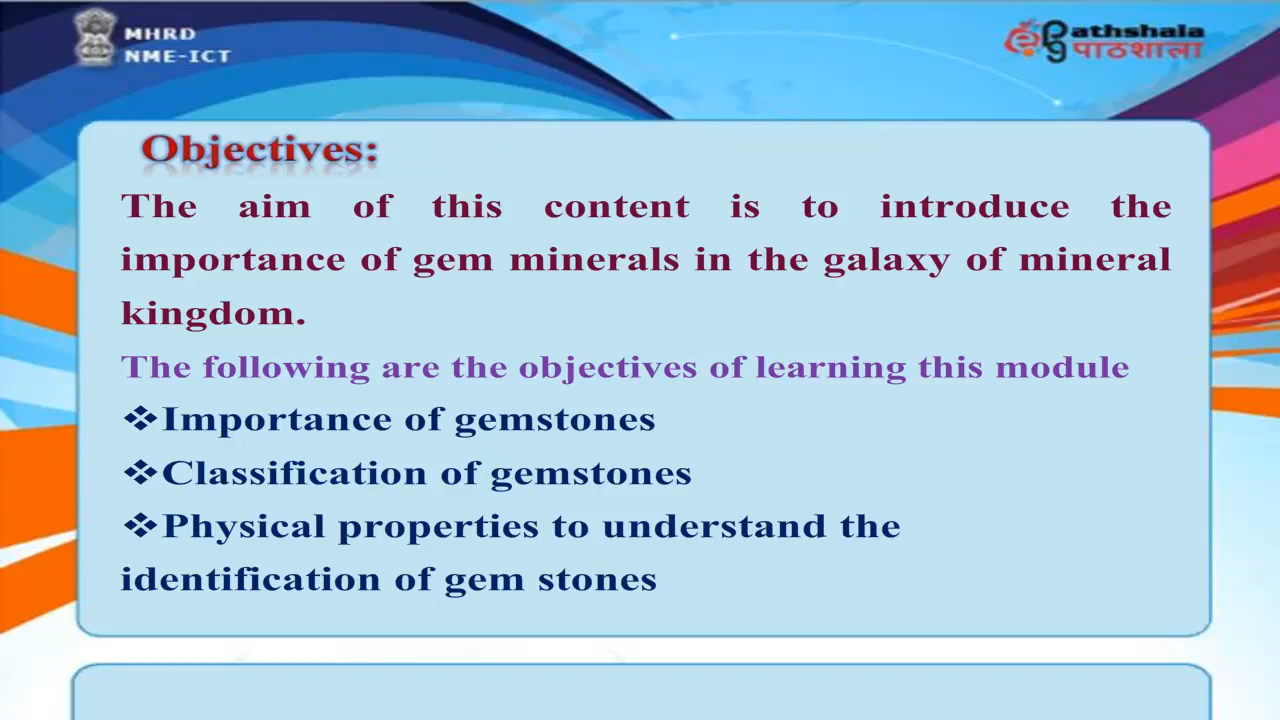 MHRD
NME-ICT
ePG athshala
पाठशाला
Objectives:
The aim of this content is to introduce the
importance of gem minerals in the galaxy of mineral
kingdom.
The following are the objectives of learning this module
❖Importance of gemstones
❖Classification of gemstones
❖Physical properties to understand the
identification of gem stones